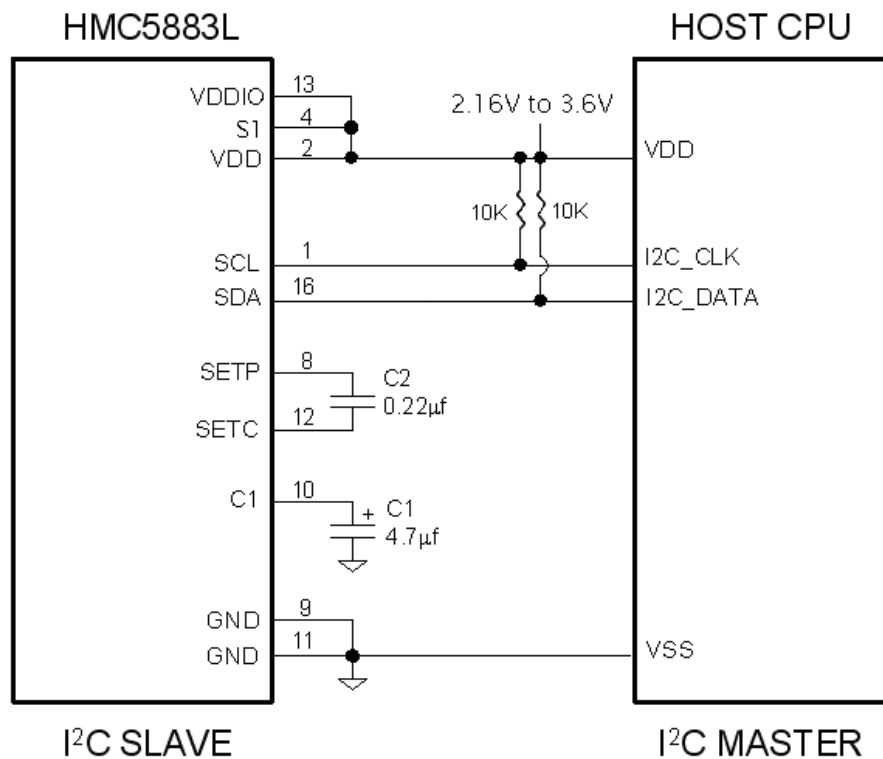 HMC5883L
HOST CPU
VDDIO 13
S1 4
VDD 2
2.16V to 3.6V
VDD
10K 10K
SCL 1
I2C_CLK
SDA 16
I2C_DATA
SETP 8
C2
0.22µf
SETC 12
C1 10
+ C1
4.7µf
GND 9
GND 11
VSS
I²C SLAVE
I²C MASTER